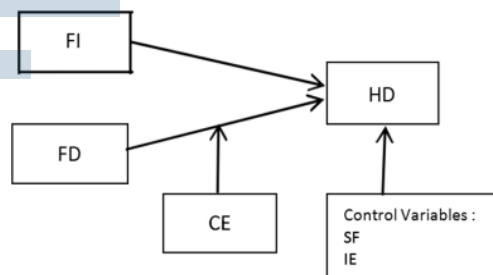 FI
HD
FD
CE
Control Variables :
SF
IE